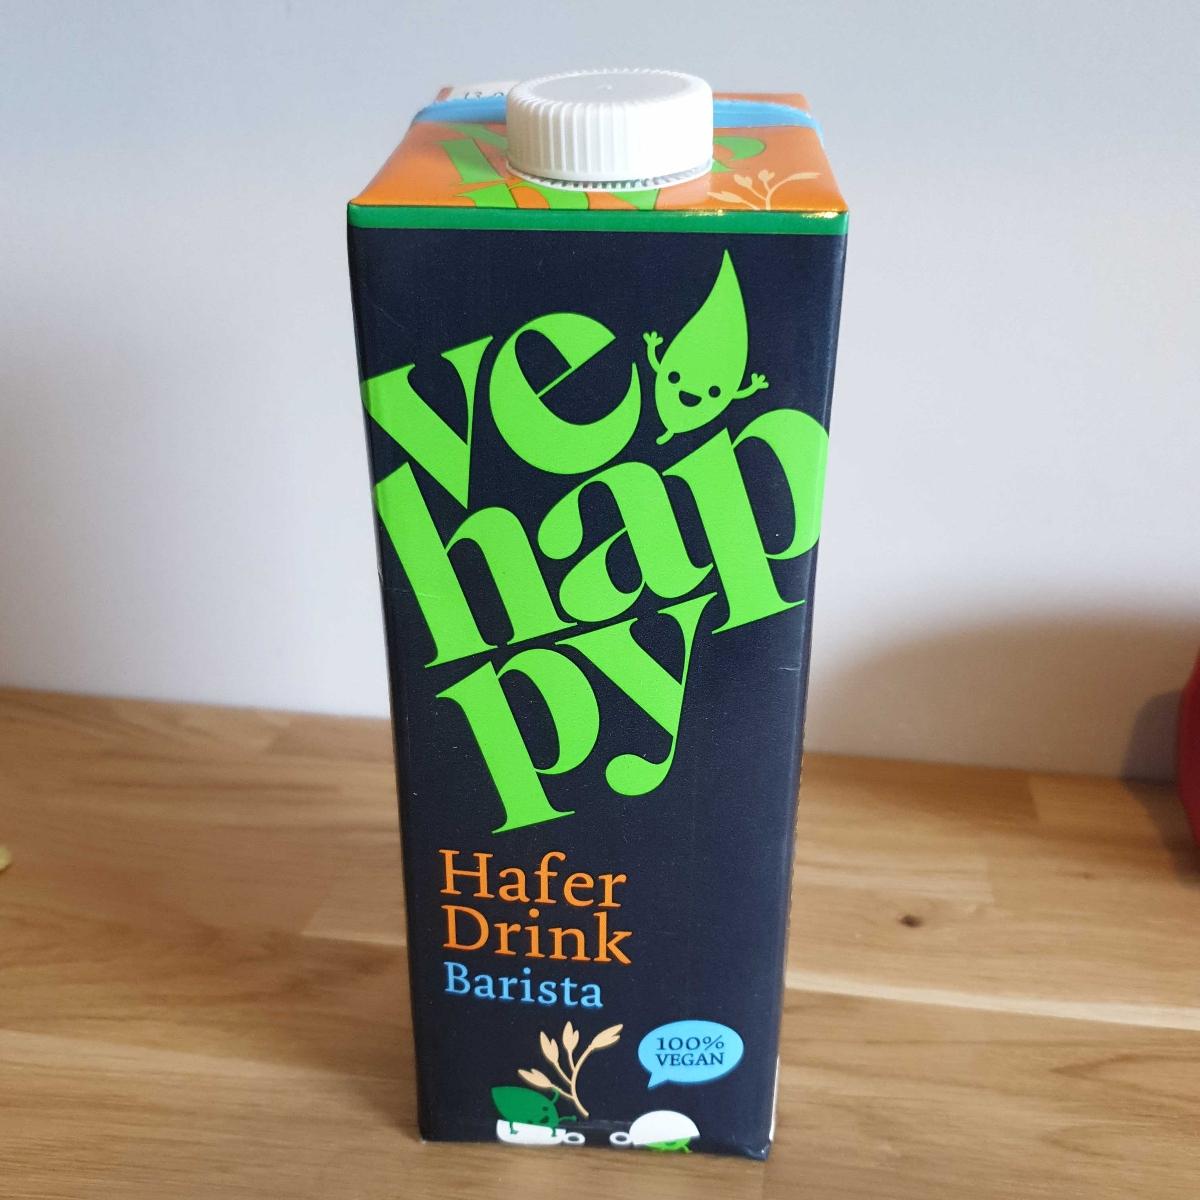 ve
hap
py
Hafer
Drink
Barista
100%
VEGAN